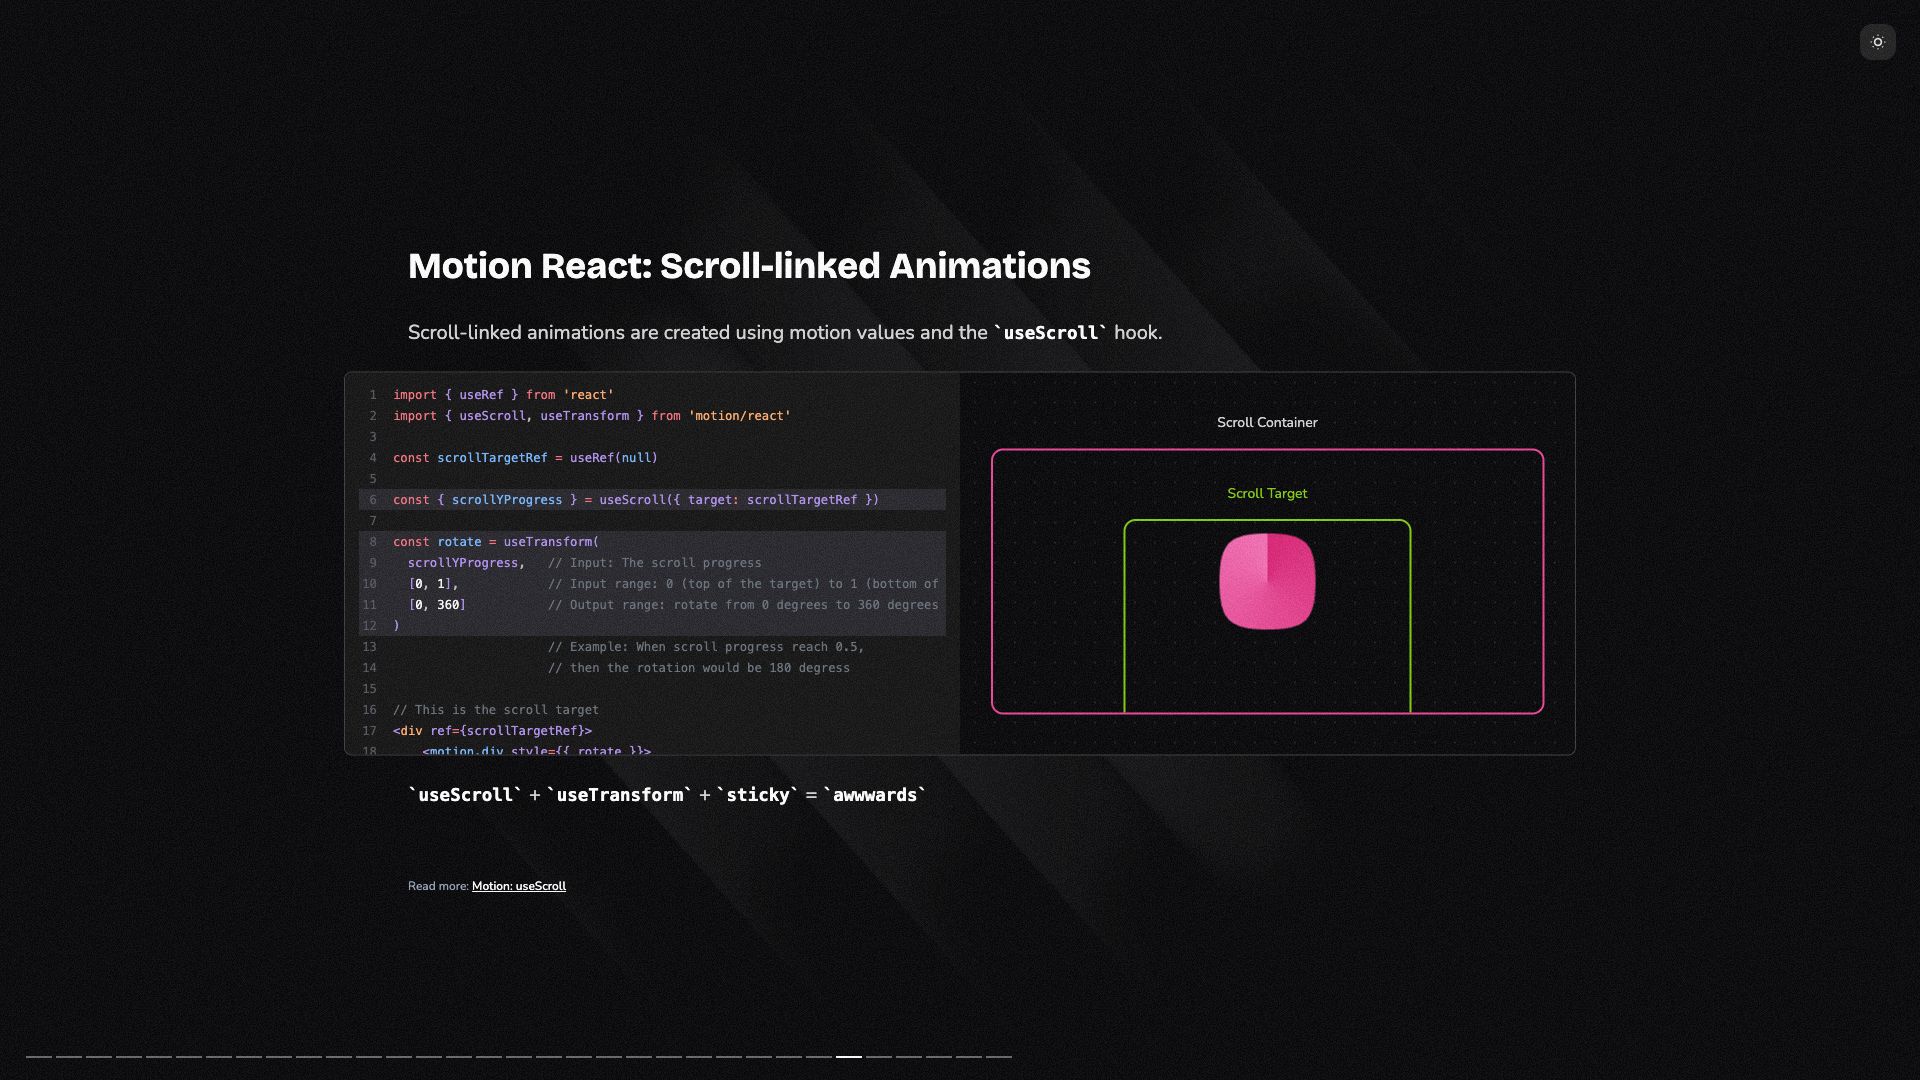 Motion React: Scroll-linked Animations
Scroll-linked animations are created using motion values and the `useScroll` hook.
1 import { useRef } from 'react'
2 import { useScroll, useTransform } from 'motion/react'
3
4 const scrollTargetRef = useRef(null)
5
6 const { scrollYProgress } = useScroll({ target: scrollTargetRef })
7
8 const rotate = useTransform(
9 scrollYProgress, // Input: The scroll progress
10 [0, 1], // Input range: 0 (top of the target) to 1 (bottom of
11 [0, 360] // Output range: rotate from 0 degrees to 360 degrees
12 )
13 // Example: When scroll progress reach 0.5,
14 // then the rotation would be 180 degress
15
16 // This is the scroll target
17 <div ref={scrollTargetRef}>
18 <motion.div style={{ rotate }}>
Scroll Container
Scroll Target
`useScroll` + `useTransform` + `sticky` = `awwwards`
Read more: Motion: useScroll